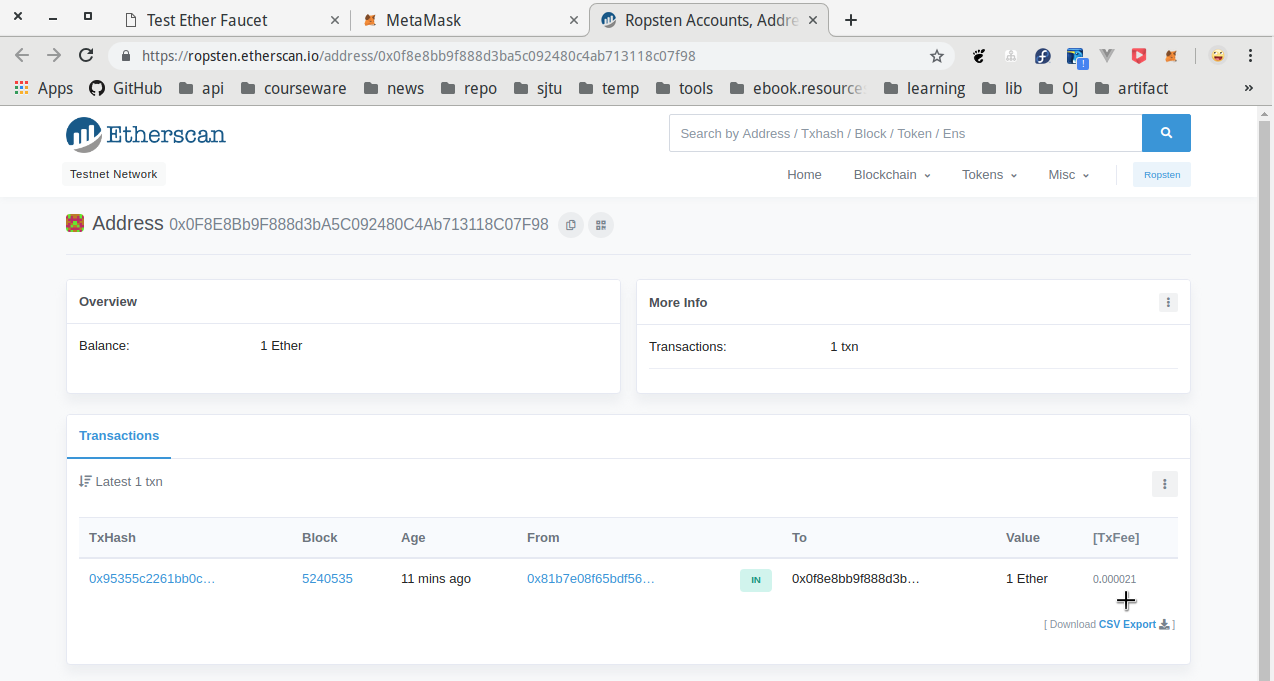 Test Ether Faucet
MetaMask
Ropsten Accounts, Addre
https://ropsten.etherscan.io/address/0x0f8e8bb9f888d3ba5c092480c4ab713118c07f98
Apps GitHub api courseware news repo sjtu temp tools ebook.resource learning lib OJ artifact »
Etherscan
Search by Address / Txhash / Block / Token / Ens
Testnet Network
Home Blockchain Tokens Misc Ropsten
Address 0x0F8E8Bb9F888d3bA5C092480C4Ab713118C07F98
Overview
Balance: 1 Ether
More Info
Transactions: 1 txn
Transactions
Latest 1 txn
TxHash Block Age From To Value [TxFee]
0x95355c2261bb0c… 5240535 11 mins ago 0x81b7e08f65bdf56… IN 0x0f8e8bb9f888d3b… 1 Ether 0.000021
[ Download CSV Export ]